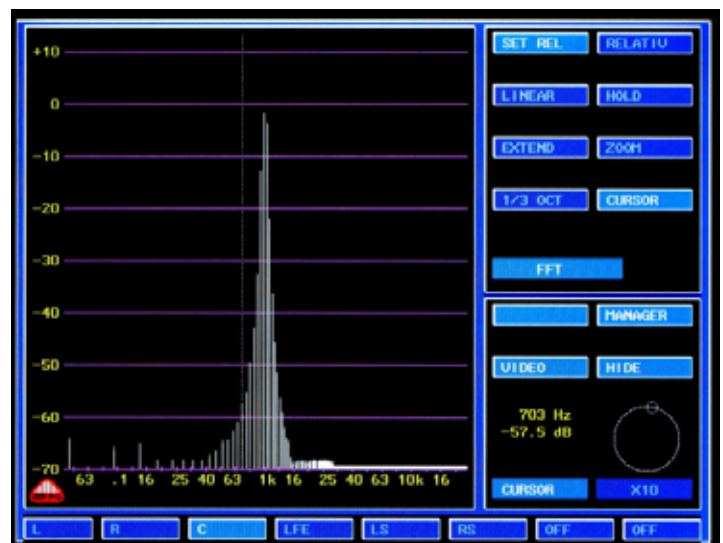 SET REL RELATIV
+10
LINEAR HOLD
0
EXTEND ZOOM
-10
1/3 OCT CURSOR
-20
FFT
-30
MANAGER
-40
VIDEO HIDE
-50
703 Hz
-57.5 dB
-60
-70
63 .1 16 25 40 63 1k 16 25 40 63 10k 16
CURSOR X10
L R C LFE LS RS OFF OFF